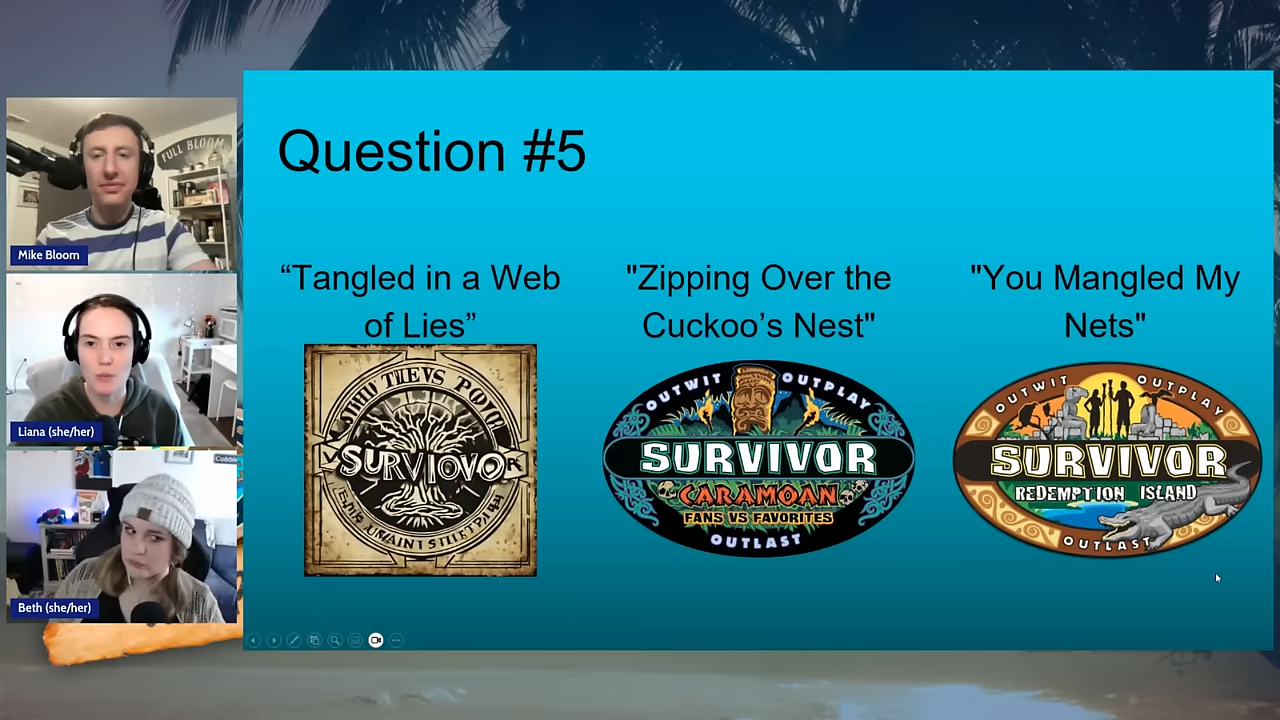 Question #5
“Tangled in a Web
of Lies”
"Zipping Over the
Cuckoo’s Nest"
"You Mangled My
Nets"
SURVIOVOR
OUTWIT OUTPLAY
SURVIVOR
CARAMOAN
FANS VS FAVORITES
OUTLAST
OUTWIT OUTPLAY
SURVIVOR
REDEMPTION ISLAND
OUTLAST
FULL BLOOM
Mike Bloom
Liana (she/her)
Beth (she/her)